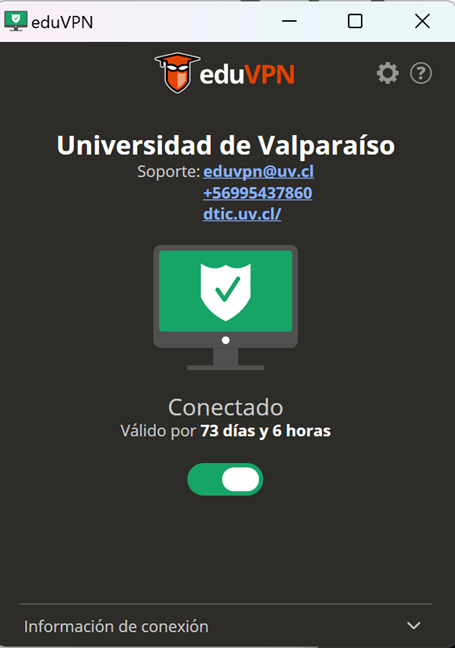 eduVPN
eduVPN
Universidad de Valparaíso
Soporte: eduvpn@uv.cl
+56995437860
dtic.uv.cl/
Conectado
Válido por 73 días y 6 horas
Información de conexión